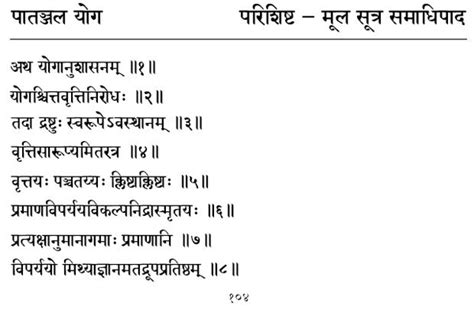 पातञ्जल योग परिशिष्ट – मूल सूत्र समाधिपाद
अथ योगानुशासनम् ॥१॥
योगश्चित्तवृत्तिनिरोधः ॥२॥
तदा द्रष्टुः स्वरूपेऽवस्थानम् ॥३॥
वृत्तिसारूप्यमितरत्र ॥४॥
वृत्तयः पञ्चतय्यः क्लिष्टाक्लिष्टाः ॥५॥
प्रमाणविपर्ययविकल्पनिद्रास्मृतयः ॥६॥
प्रत्यक्षानुमानागमाः प्रमाणानि ॥७॥
विपर्ययो मिथ्याज्ञानमतद्रूपप्रतिष्ठम् ॥८॥
१०४